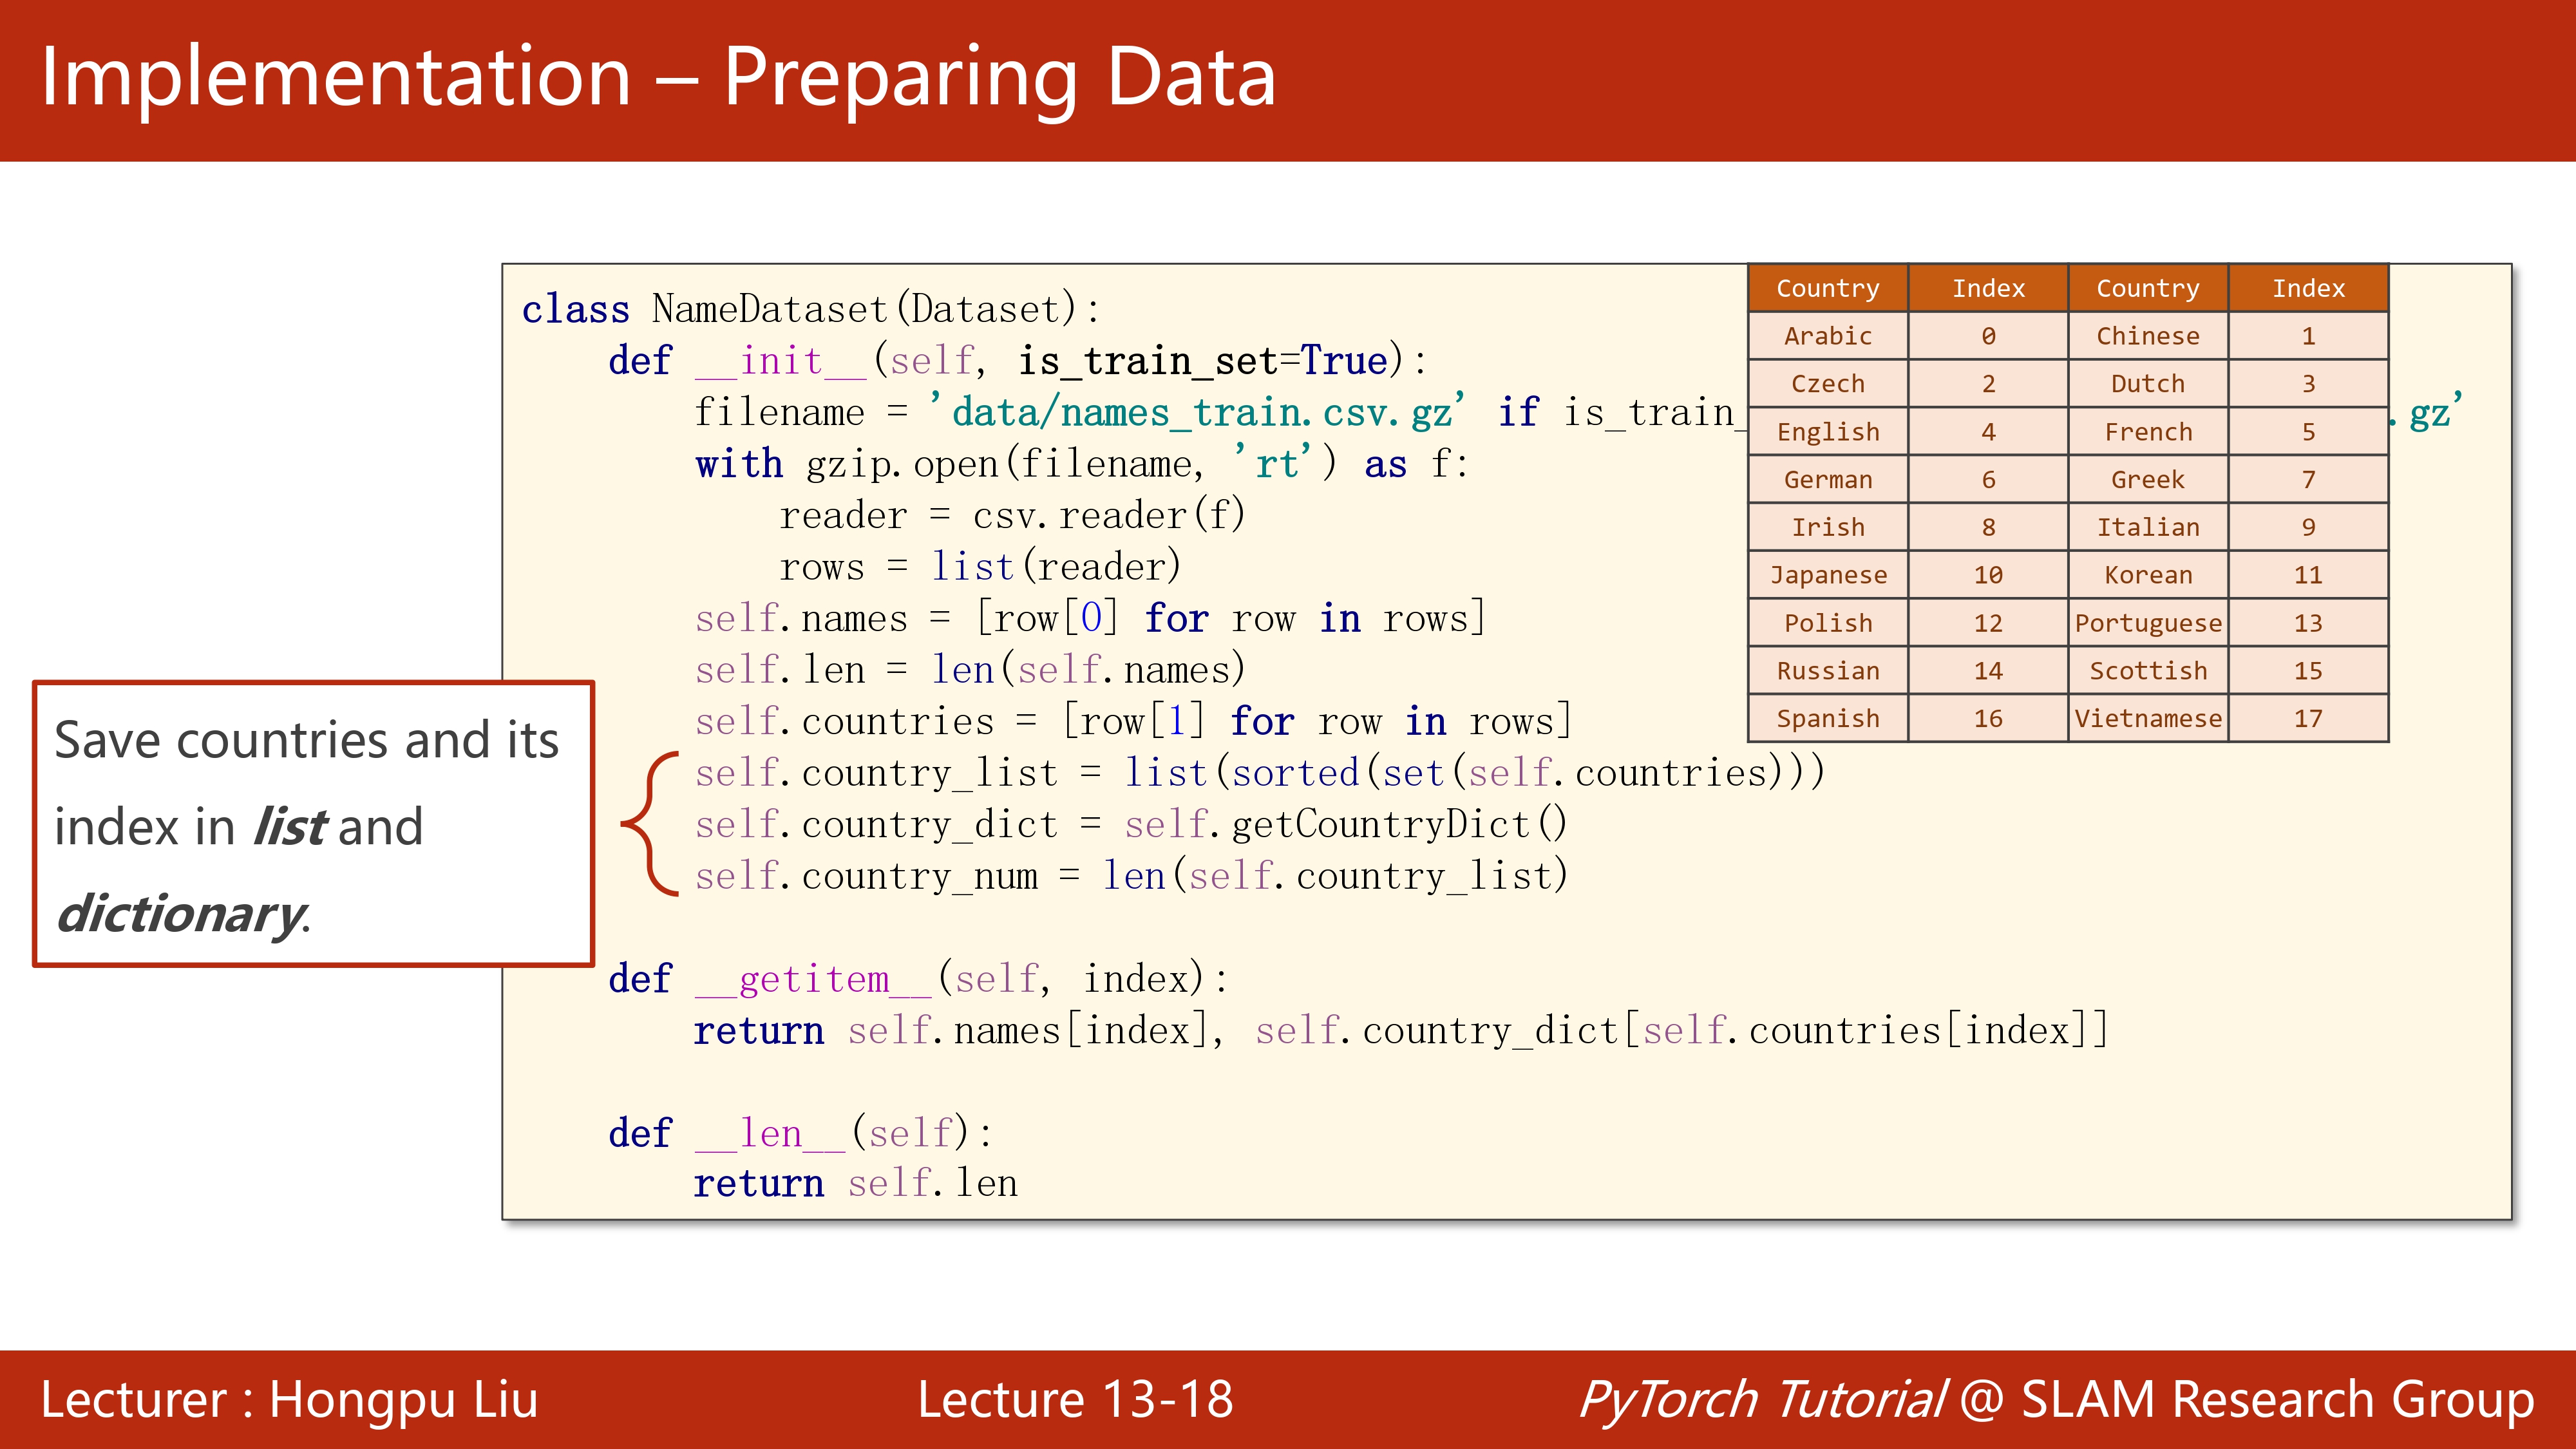 Implementation – Preparing Data
class NameDataset(Dataset):
def __init__(self, is_train_set=True):
filename = 'data/names_train.csv.gz' if is_train_ .gz'
with gzip.open(filename, 'rt') as f:
reader = csv.reader(f)
rows = list(reader)
self.names = [row[0] for row in rows]
self.len = len(self.names)
self.countries = [row[1] for row in rows]
self.country_list = list(sorted(set(self.countries)))
self.country_dict = self.getCountryDict()
self.country_num = len(self.country_list)
def __getitem__(self, index):
return self.names[index], self.country_dict[self.countries[index]]
def __len__(self):
return self.len
Country Index Country Index
Arabic 0 Chinese 1
Czech 2 Dutch 3
English 4 French 5
German 6 Greek 7
Irish 8 Italian 9
Japanese 10 Korean 11
Polish 12 Portuguese 13
Russian 14 Scottish 15
Spanish 16 Vietnamese 17
Save countries and its
index in list and
dictionary.
Lecturer : Hongpu Liu
Lecture 13-18
PyTorch Tutorial @ SLAM Research Group